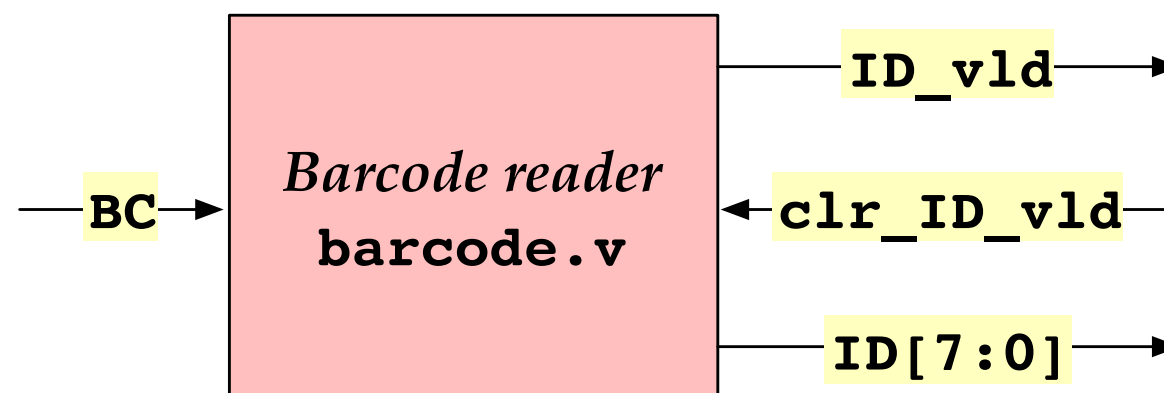 ID_vld
Barcode reader
BC
clr_ID_vld
barcode.v
ID[7:0]